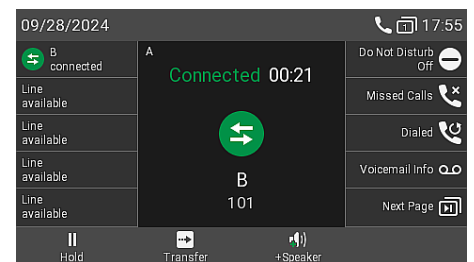 09/28/2024
1
17:55
B
connected
Line
available
Line
available
Line
available
Line
available
A
Connected 00:21
B
101
Do Not Disturb
Off
Missed Calls
Dialed
Voicemail Info
Next Page
Hold
Transfer
+Speaker